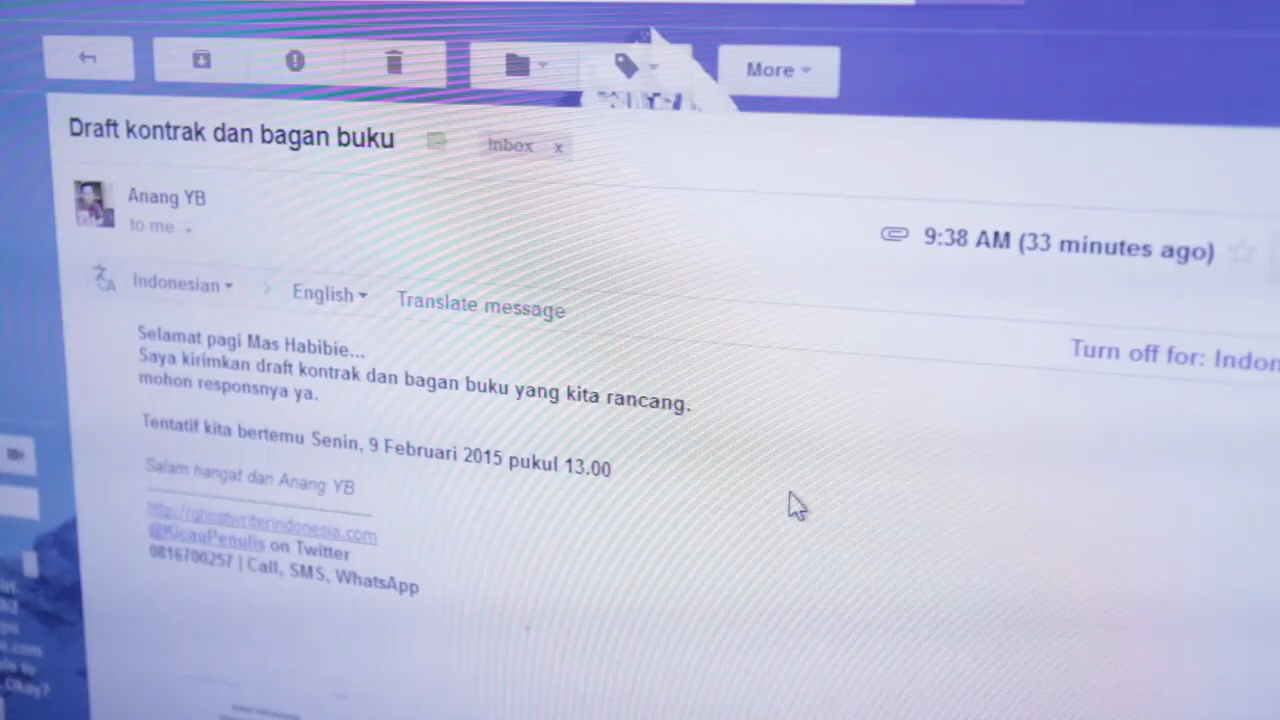 More
Draft kontrak dan bagan buku
Inbox x
Anang YB
to me
9:38 AM (33 minutes ago)
Indonesian > English Translate message
Turn off for: Indon
Selamat pagi Mas Habibie...
Saya kirimkan draft kontrak dan bagan buku yang kita rancang.
mohon responsnya ya.
Tentatif kita bertemu Senin, 9 Februari 2015 pukul 13.00
Salam hangat dan Anang YB
http://ghostwriterindonesia.com
@KicauPenulis on Twitter
0816700257 | Call, SMS, WhatsApp
Okay?